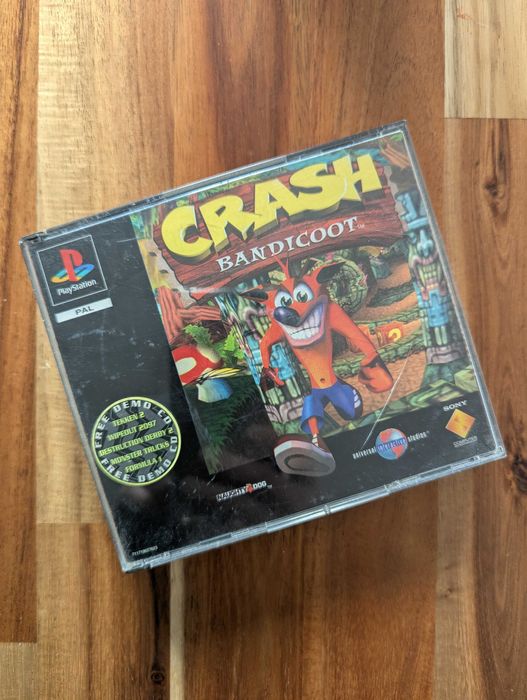 CRASH
BANDICOOT
PlayStation
PAL
FREE DEMO CD
TEKKEN 2
WIPEOUT 2097
DESTRUCTION DERBY 2
MONSTER TRUCKS
FORMULA 1
FREE DEMO CD
NAUGHTY DOG
universal interactive studios
SONY
COMPUTER